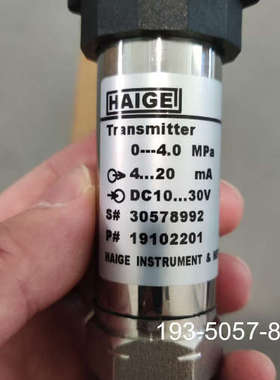 HAIGE
Transmitter
0---4.0 MPa
4...20 mA
DC10...30V
S# 30578992
P# 19102201
HAIGE INSTRUMENT &
193-5057-8